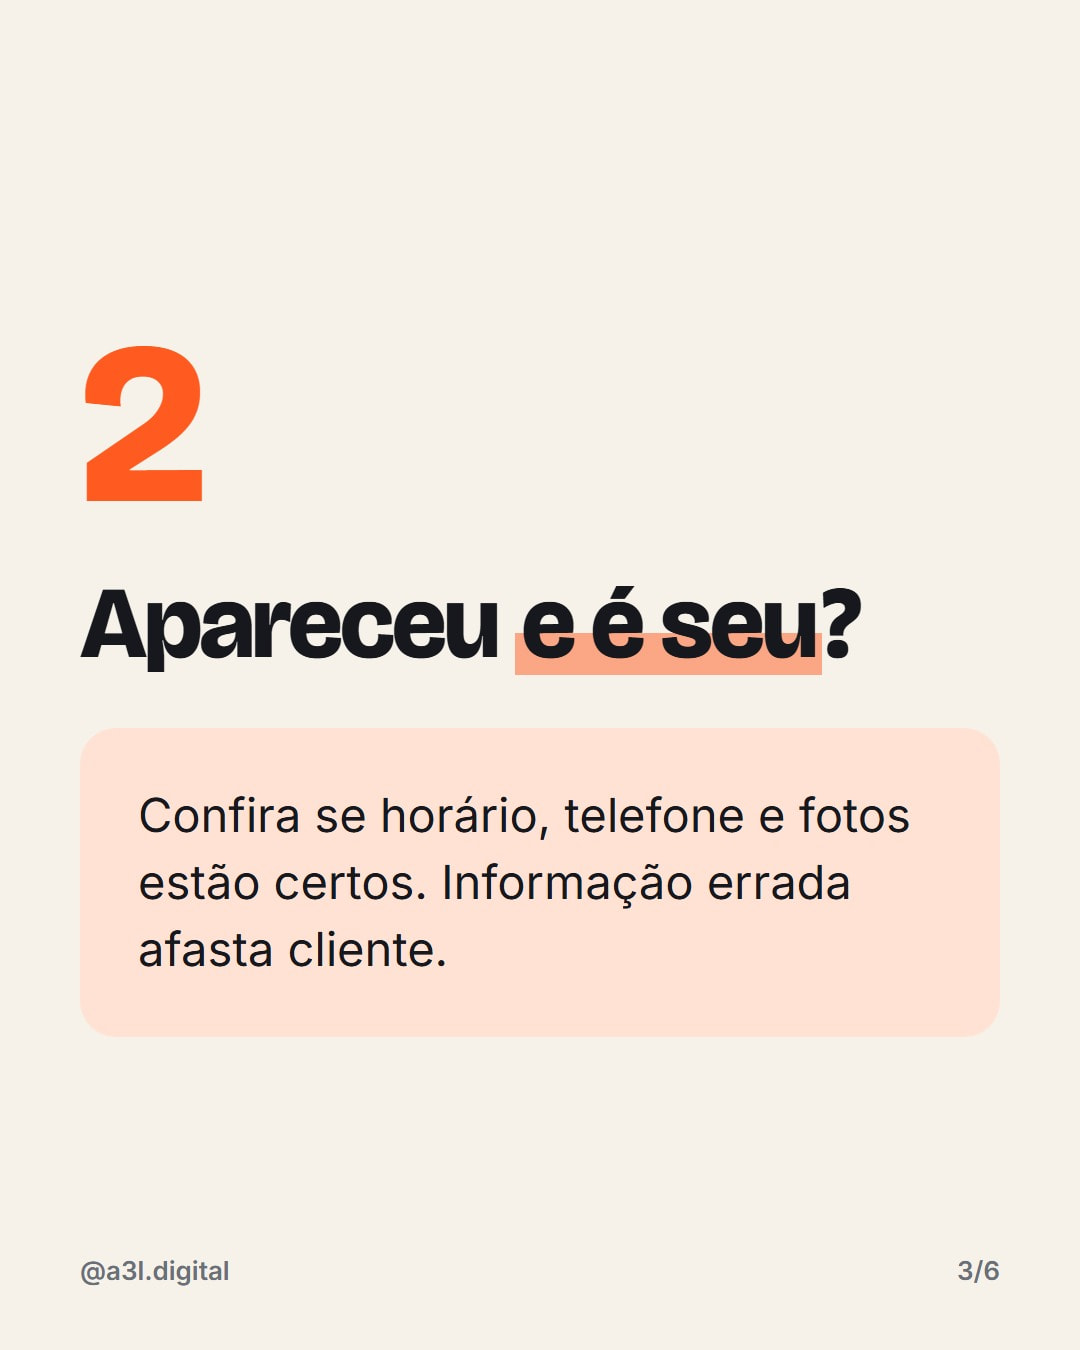 2
Apareceu e é seu?
Confira se horário, telefone e fotos
estão certos. Informação errada
afasta cliente.
@a3l.digital
3/6